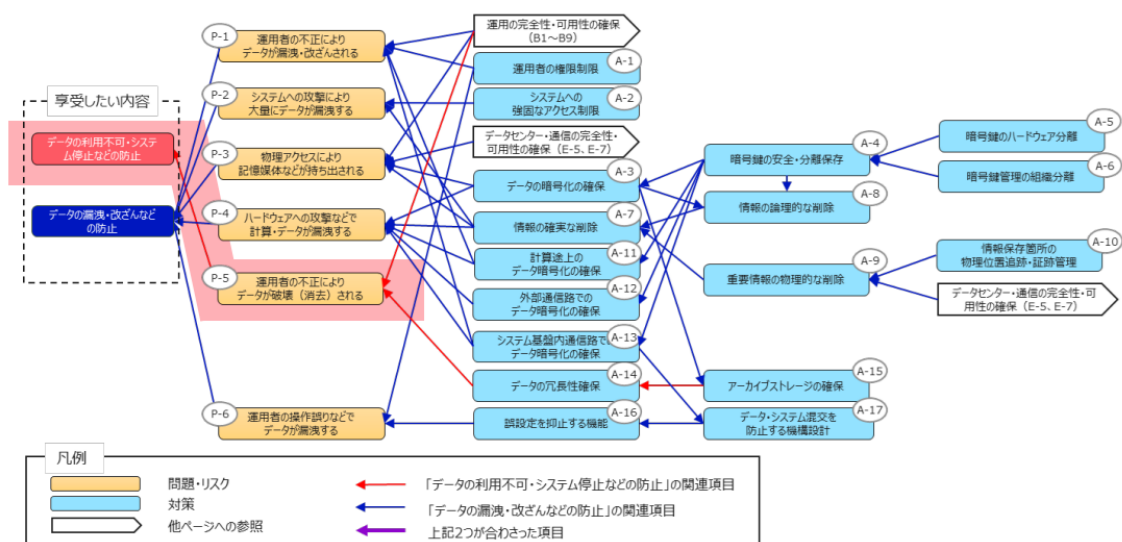 享受したい内容
データの利用不可・システ
ム停止などの防止
データの漏洩・改ざんなど
の防止
P-1
運用者の不正により
データが漏洩・改ざんされる
P-2
システムへの攻撃により
大量にデータが漏洩する
P-3
物理アクセスにより
記憶媒体などが持ち出される
P-4
ハードウェアへの攻撃などで
計算・データが漏洩する
P-5
運用者の不正により
データが破壊（消去）される
P-6
運用者の操作誤りなどで
データが漏洩する
運用の完全性・可用性の確保
（B1～B9）
A-1
運用者の権限制限
A-2
システムへの
強固なアクセス制限
データセンター・通信の完全性・
可用性の確保（E-5、E-7）
A-3
データの暗号化の確保
A-7
情報の確実な削除
A-11
計算途上の
データ暗号化の確保
A-12
外部通信路での
データ暗号化の確保
A-13
システム基盤内通信路で
データ暗号化の確保
A-14
データの冗長性確保
A-16
誤設定を抑止する機能
A-4
暗号鍵の安全・分離保存
A-8
情報の論理的な削除
A-9
重要情報の物理的な削除
A-15
アーカイブストレージの確保
A-17
データ・システム混交を
防止する機構設計
A-5
暗号鍵のハードウェア分離
A-6
暗号鍵管理の組織分離
A-10
情報保存箇所の
物理位置追跡・証跡管理
データセンター・通信の完全性・可
用性の確保（E-5、E-7）
凡例
問題・リスク
対策
他ページへの参照
「データの利用不可・システム停止などの防止」の関連項目
「データの漏洩・改ざんなどの防止」の関連項目
上記2つが合わさった項目